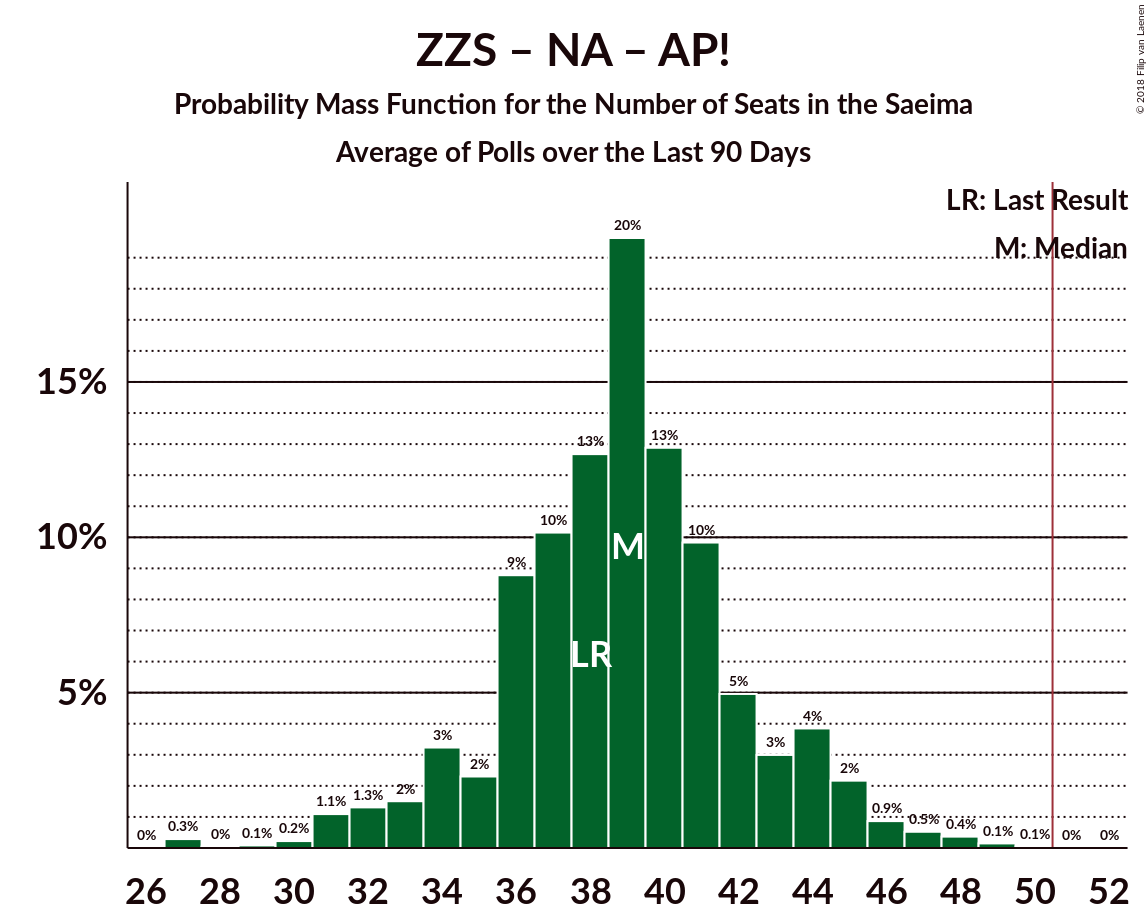 ZZS – NA – AP!
Probability Mass Function for the Number of Seats in the Saeima
Average of Polls over the Last 90 Days
© 2018 Filip van Laenen
LR: Last Result
M: Median
15%
10%
5%
0% 0.3% 0% 0.1% 0.2% 1.1% 1.3% 2% 3% 2% 9% 10% 13% 20% 13% 10% 5% 3% 4% 2% 0.9% 0.5% 0.4% 0.1% 0.1% 0% 0%
M
LR
26 28 30 32 34 36 38 40 42 44 46 48 50 52